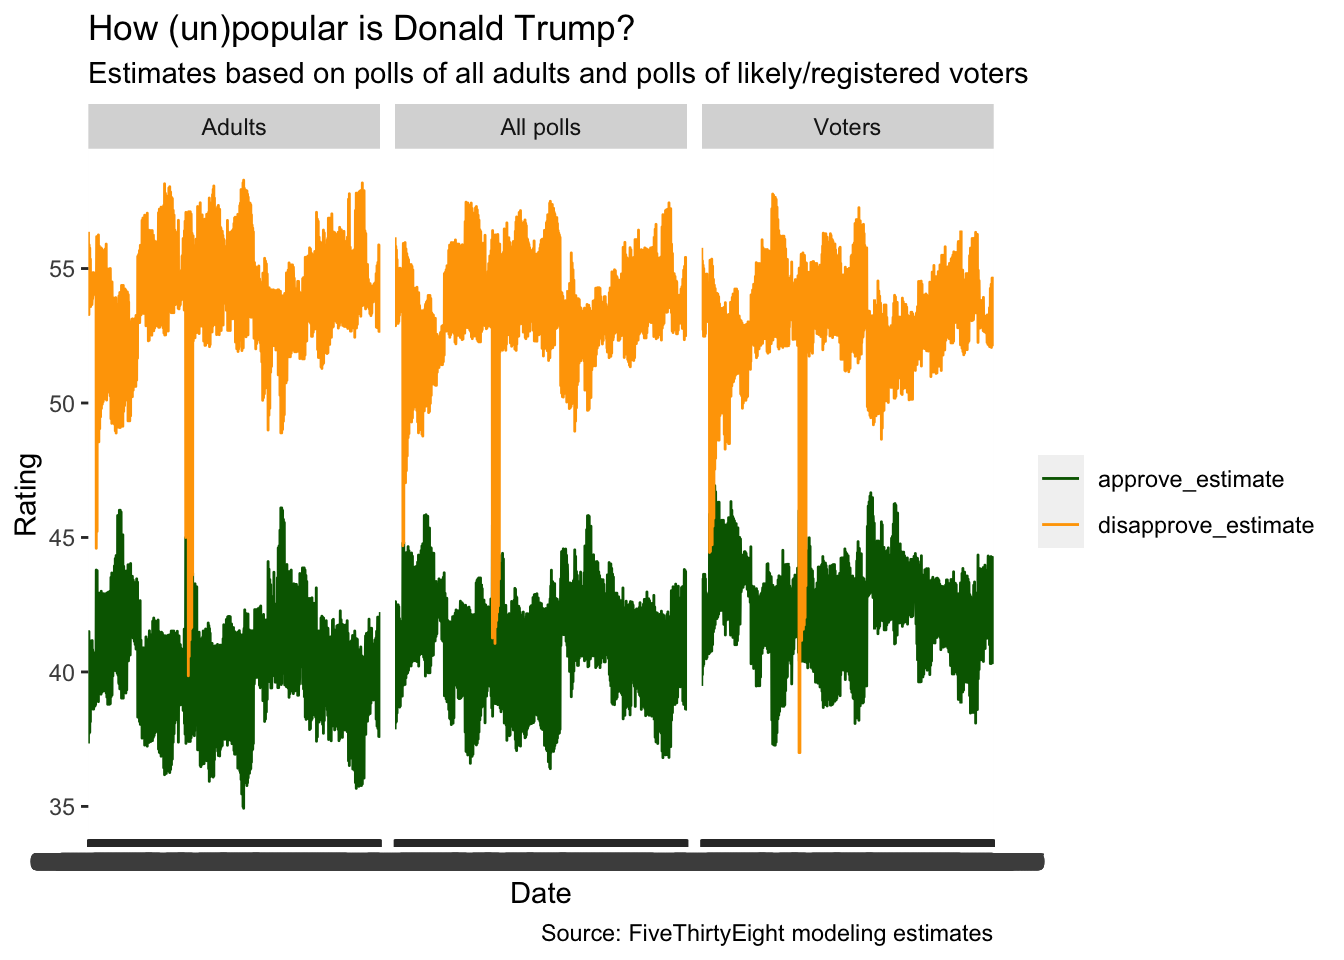 How (un)popular is Donald Trump?
Estimates based on polls of all adults and polls of likely/registered voters
Adults
All polls
Voters
55
50
45
40
35
Rating
approve_estimate
disapprove_estimate
Date
Source: FiveThirtyEight modeling estimates